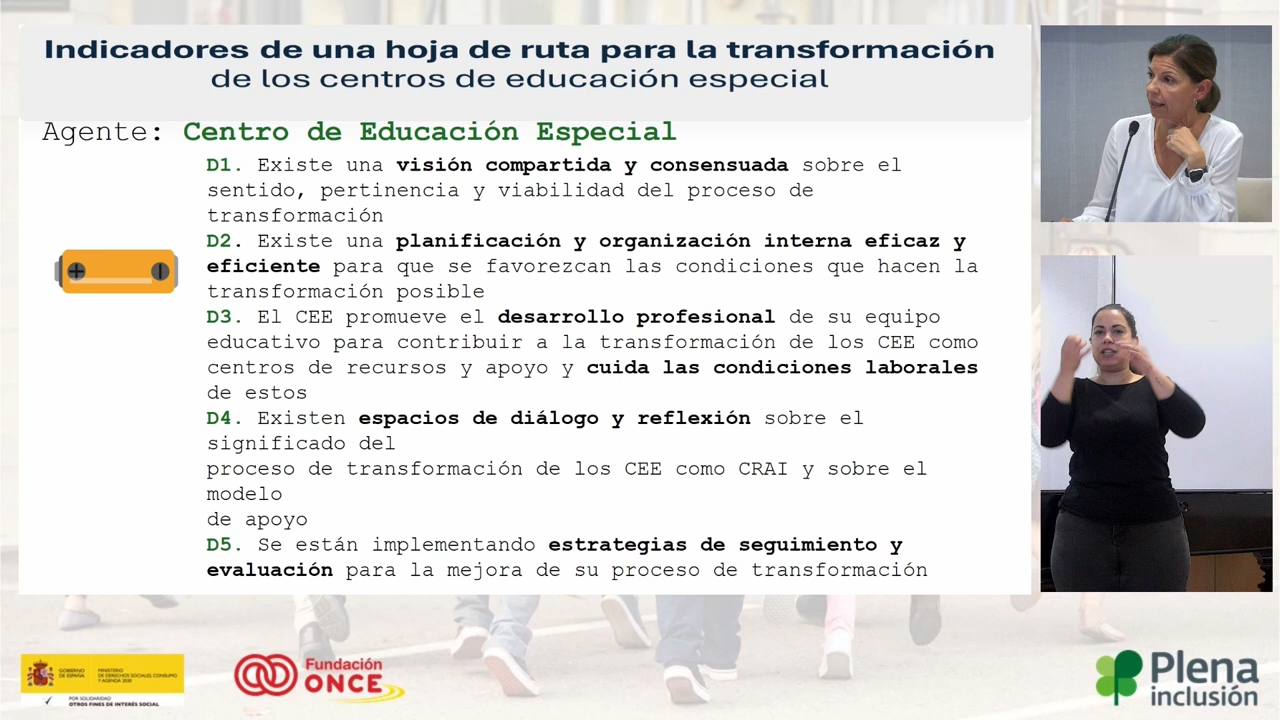 Indicadores de una hoja de ruta para la transformación
de los centros de educación especial
Agente: Centro de Educación Especial
D1. Existe una visión compartida y consensuada sobre el
sentido, pertinencia y viabilidad del proceso de
transformación
D2. Existe una planificación y organización interna eficaz y
eficiente para que se favorezcan las condiciones que hacen la
transformación posible
D3. El CEE promueve el desarrollo profesional de su equipo
educativo para contribuir a la transformación de los CEE como
centros de recursos y apoyo y cuida las condiciones laborales
de estos
D4. Existen espacios de diálogo y reflexión sobre el
significado del
proceso de transformación de los CEE como CRAI y sobre el
modelo
de apoyo
D5. Se están implementando estrategias de seguimiento y
evaluación para la mejora de su proceso de transformación
GOBIERNO
DE ESPAÑA
MINISTERIO
DE DERECHOS SOCIALES, CONSUMO
Y AGENDA 2030
POR SOLIDARIDAD
OTROS FINES DE INTERÉS SOCIAL
Fundación
ONCE
Plena
inclusión